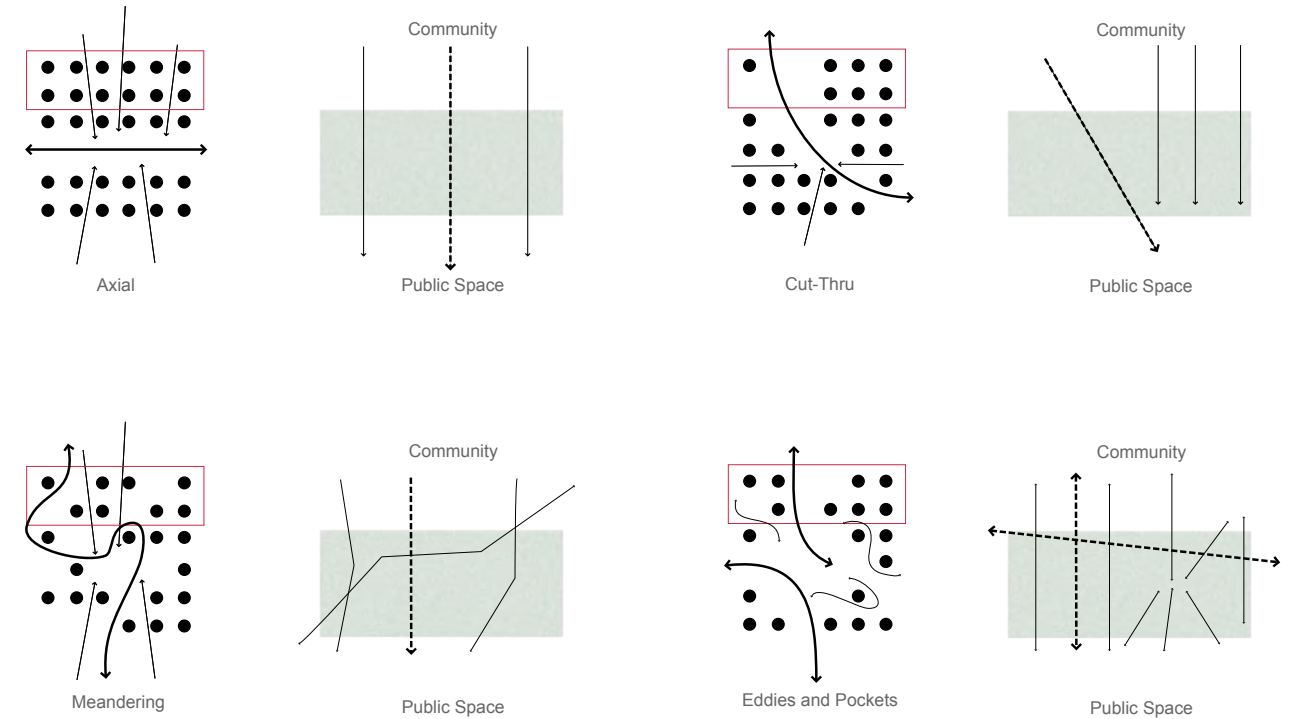 Community
Community
Axial
Public Space
Cut-Thru
Public Space
Community
Community
Meandering
Public Space
Eddies and Pockets
Public Space